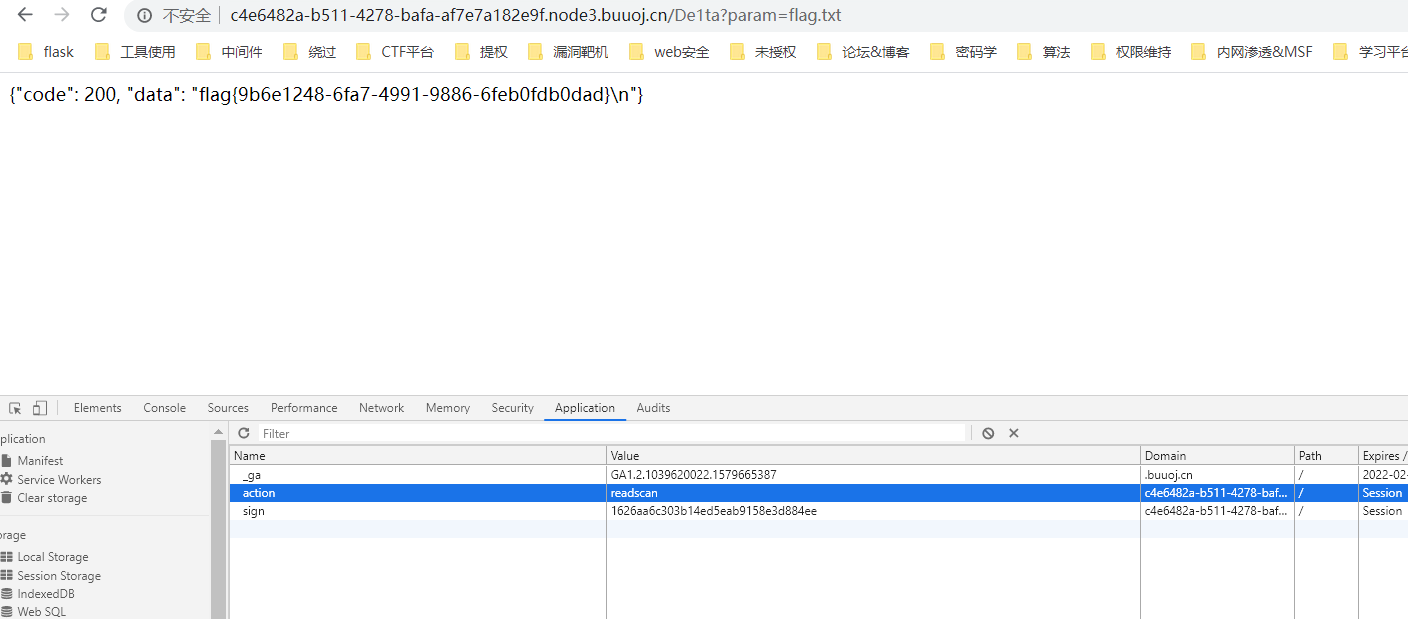 不安全 c4e6482a-b511-4278-bafa-af7e7a182e9f.node3.buuoj.cn/De1ta?param=flag.txt
flask 工具使用 中间件 绕过 CTF平台 提权 漏洞靶机 web安全 未授权 论坛&博客 密码学 算法 权限维持 内网渗透&MSF 学习平台
{"code": 200, "data": "flag{9b6e1248-6fa7-4991-9886-6feb0fdb0dad}\n"}
Elements Console Sources Performance Network Memory Security Application Audits
plication
Filter
Manifest
Service Workers
Clear storage
orage
Local Storage
Session Storage
IndexedDB
Web SQL
Name Value Domain Path Expires /
_ga GA1.2.1039620022.1579665387 .buuoj.cn / 2022-02-
action readscan c4e6482a-b511-4278-baf... / Session
sign 1626aa6c303b14ed5eab9158e3d884ee c4e6482a-b511-4278-baf... / Session